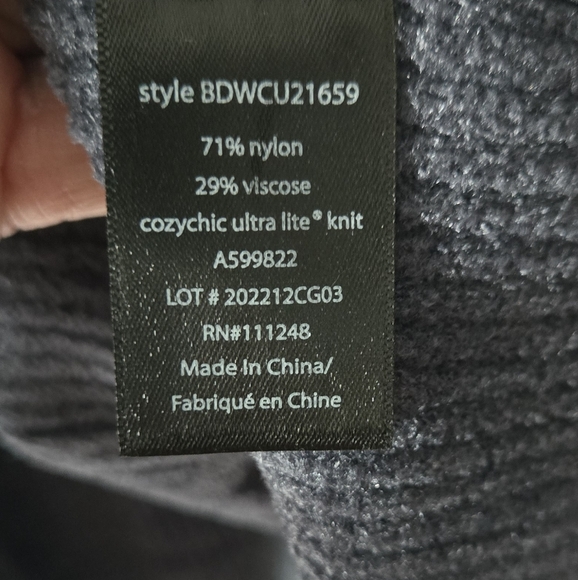 style BDWCU21659
71% nylon
29% viscose
cozychic ultra lite® knit
A599822
LOT # 202212CG03
RN#111248
Made In China/
Fabriqué en Chine